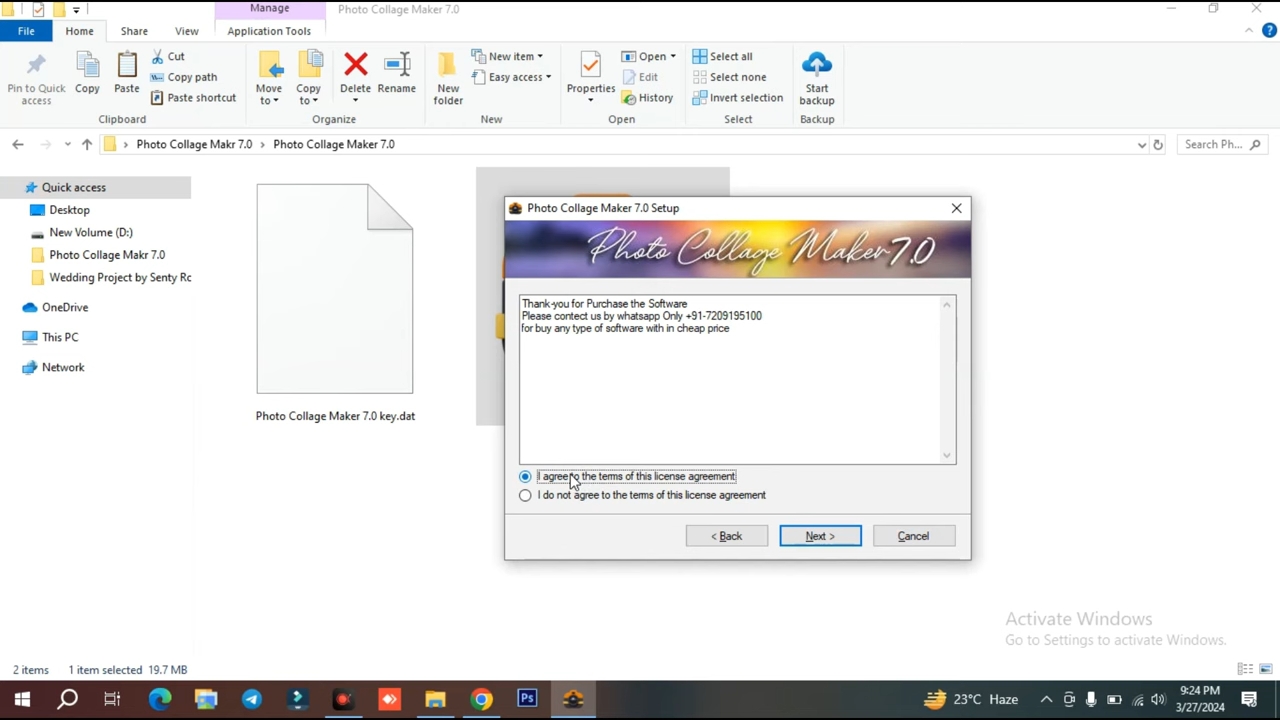 Manage
Photo Collage Maker 7.0
File
Home
Share
View
Application Tools
Pin to Quick access
Copy
Paste
Cut
Copy path
Paste shortcut
Move to
Copy to
Delete
Rename
New folder
New item
Easy access
Properties
Open
Edit
History
Select all
Select none
Invert selection
Start backup
Clipboard
Organize
New
Open
Select
Backup
Photo Collage Makr 7.0
Photo Collage Maker 7.0
Search Ph...
Quick access
Desktop
New Volume (D:)
Photo Collage Makr 7.0
Wedding Project by Senty Rc
OneDrive
This PC
Network
Photo Collage Maker 7.0 key.dat
Photo Collage Maker 7.0 Setup
Photo Collage Maker 7.0
Thank-you for Purchase the Software
Please contect us by whatsapp Only +91-7209195100
for buy any type of software with in cheap price
I agree to the terms of this license agreement
I do not agree to the terms of this license agreement
< Back
Next >
Cancel
Activate Windows
Go to Settings to activate Windows.
2 items
1 item selected 19.7 MB
Ps
23°C Haze
9:24 PM
3/27/2024